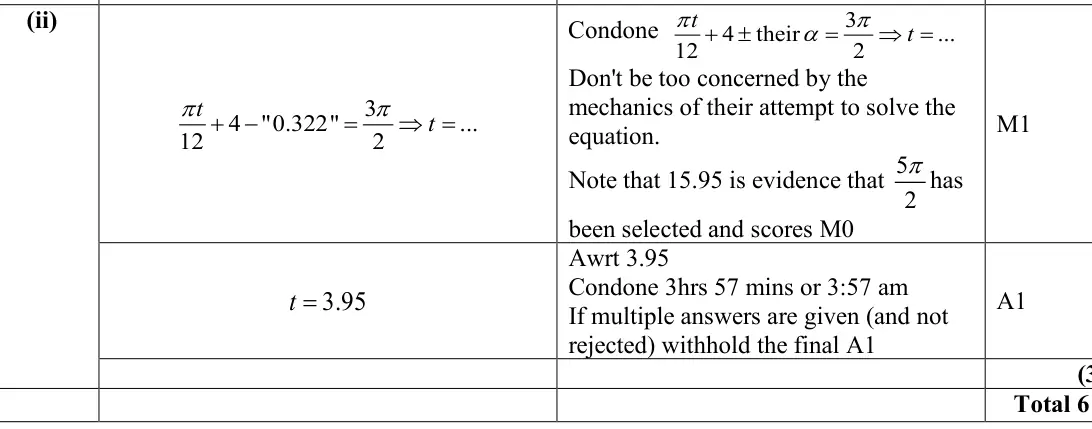 (ii)
πt/12 + 4 − "0.322" = 3π/2 ⇒ t = ...
Condone πt/12 + 4 ± their α = 3π/2 ⇒ t = ...
Don't be too concerned by the
mechanics of their attempt to solve the
equation.
Note that 15.95 is evidence that 5π/2 has
been selected and scores M0
M1
t = 3.95
Awrt 3.95
Condone 3hrs 57 mins or 3:57 am
If multiple answers are given (and not
rejected) withhold the final A1
A1
(3
Total 6